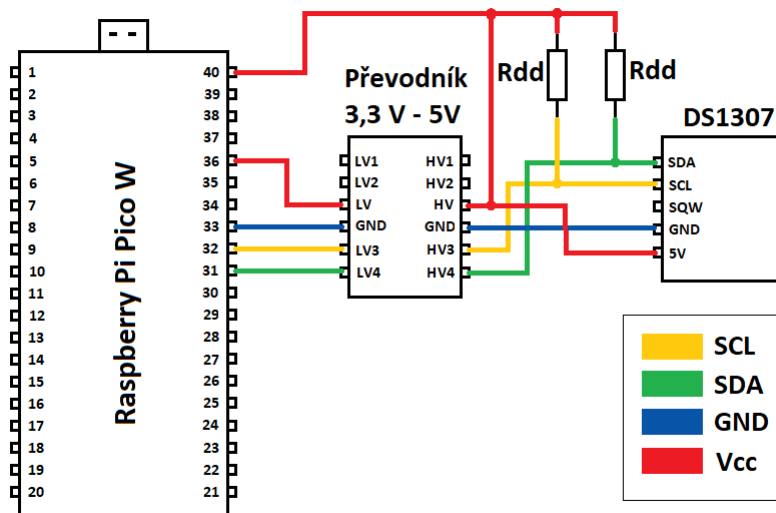 Raspberry Pi Pico W
1
2
3
4
5
6
7
8
9
10
11
12
13
14
15
16
17
18
19
20
40
39
38
37
36
35
34
33
32
31
30
29
28
27
26
25
24
23
22
21
Převodník
3,3 V - 5V
LV1 HV1
LV2 HV2
LV HV
GND GND
LV3 HV3
LV4 HV4
Rdd
Rdd
DS1307
SDA
SCL
SQW
GND
5V
SCL
SDA
GND
Vcc